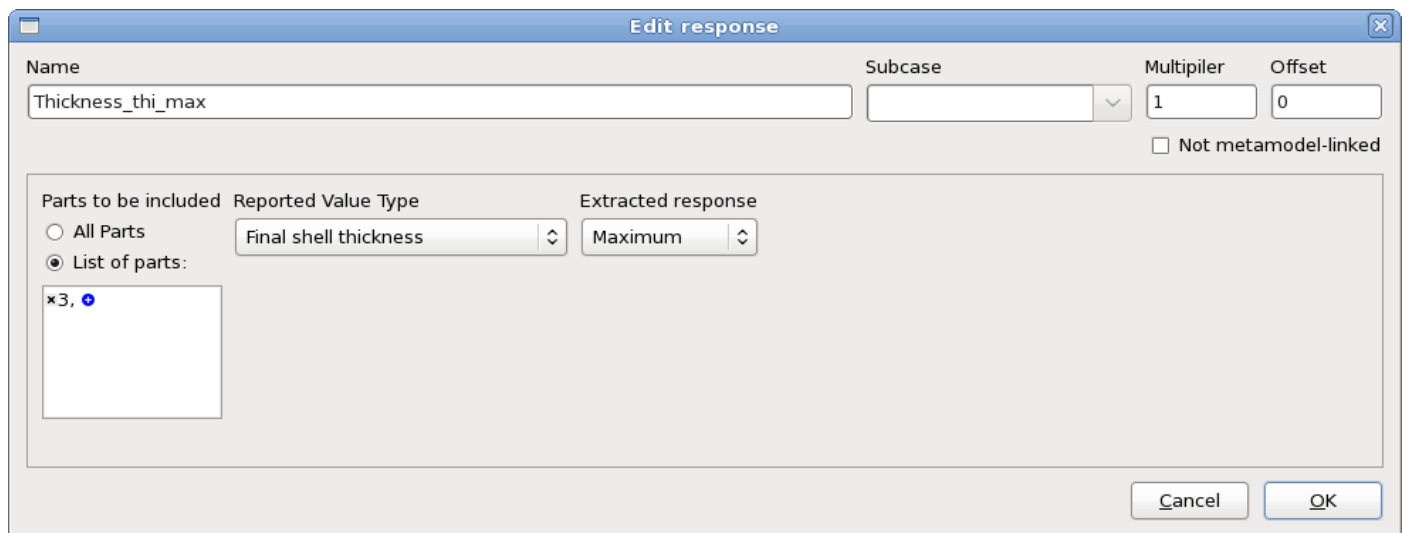 Edit response
Name Subcase Multipiler Offset
Thickness_thi_max 1 0
Not metamodel-linked
Parts to be included Reported Value Type Extracted response
All Parts Final shell thickness Maximum
List of parts:
×3,
Cancel OK